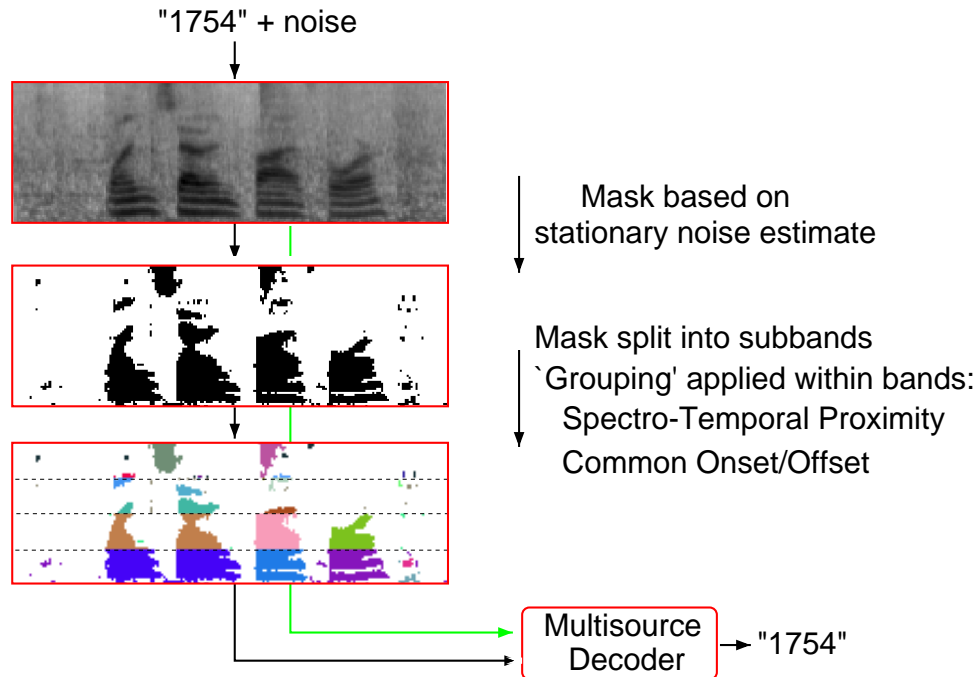 "1754" + noise
Mask based on
stationary noise estimate
Mask split into subbands
`Grouping' applied within bands:
Spectro-Temporal Proximity
Common Onset/Offset
Multisource
Decoder
"1754"